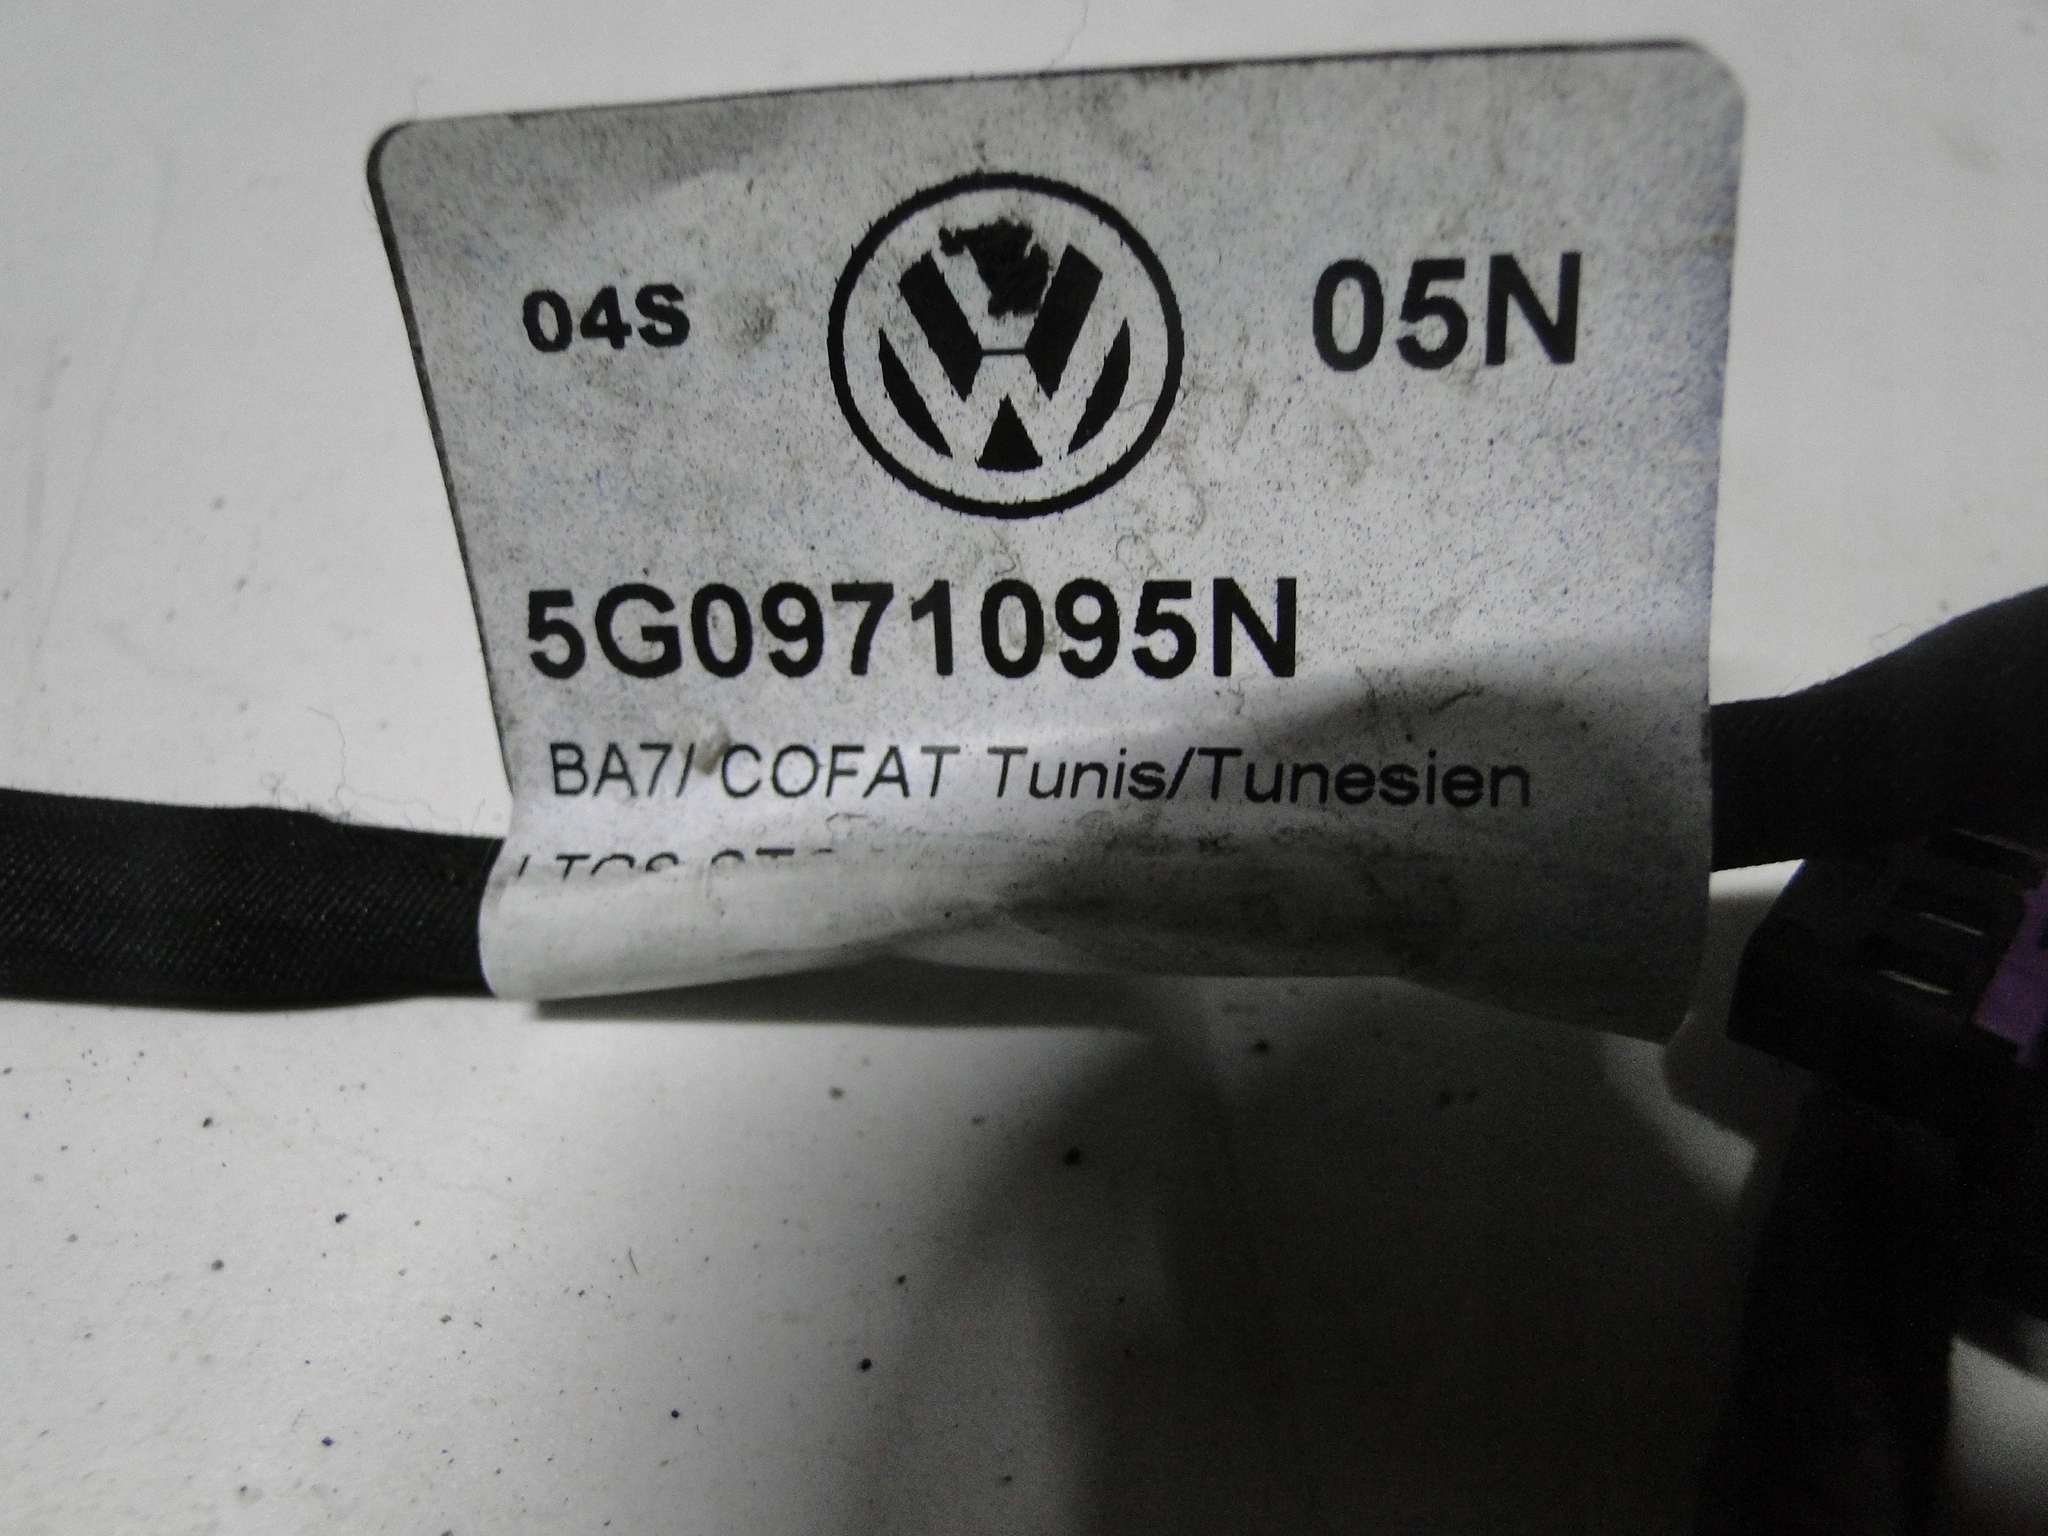 04S 05N
5G0971095N
BA7/ COFAT Tunis/Tunesien